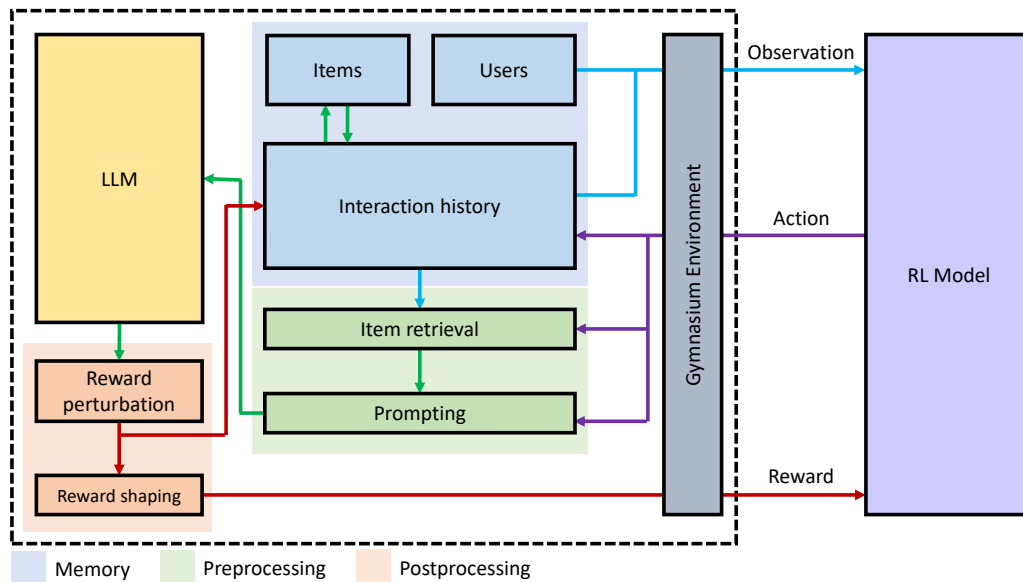 Items
Users
Observation
LLM
Interaction history
Gymnasium Environment
Action
RL Model
Item retrieval
Reward
perturbation
Prompting
Reward shaping
Reward
Memory
Preprocessing
Postprocessing